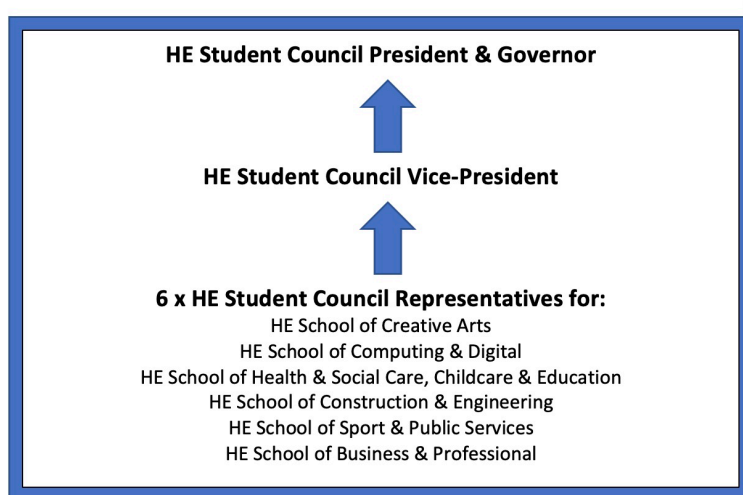 HE Student Council President & Governor
HE Student Council Vice-President
6 x HE Student Council Representatives for:
HE School of Creative Arts
HE School of Computing & Digital
HE School of Health & Social Care, Childcare & Education
HE School of Construction & Engineering
HE School of Sport & Public Services
HE School of Business & Professional